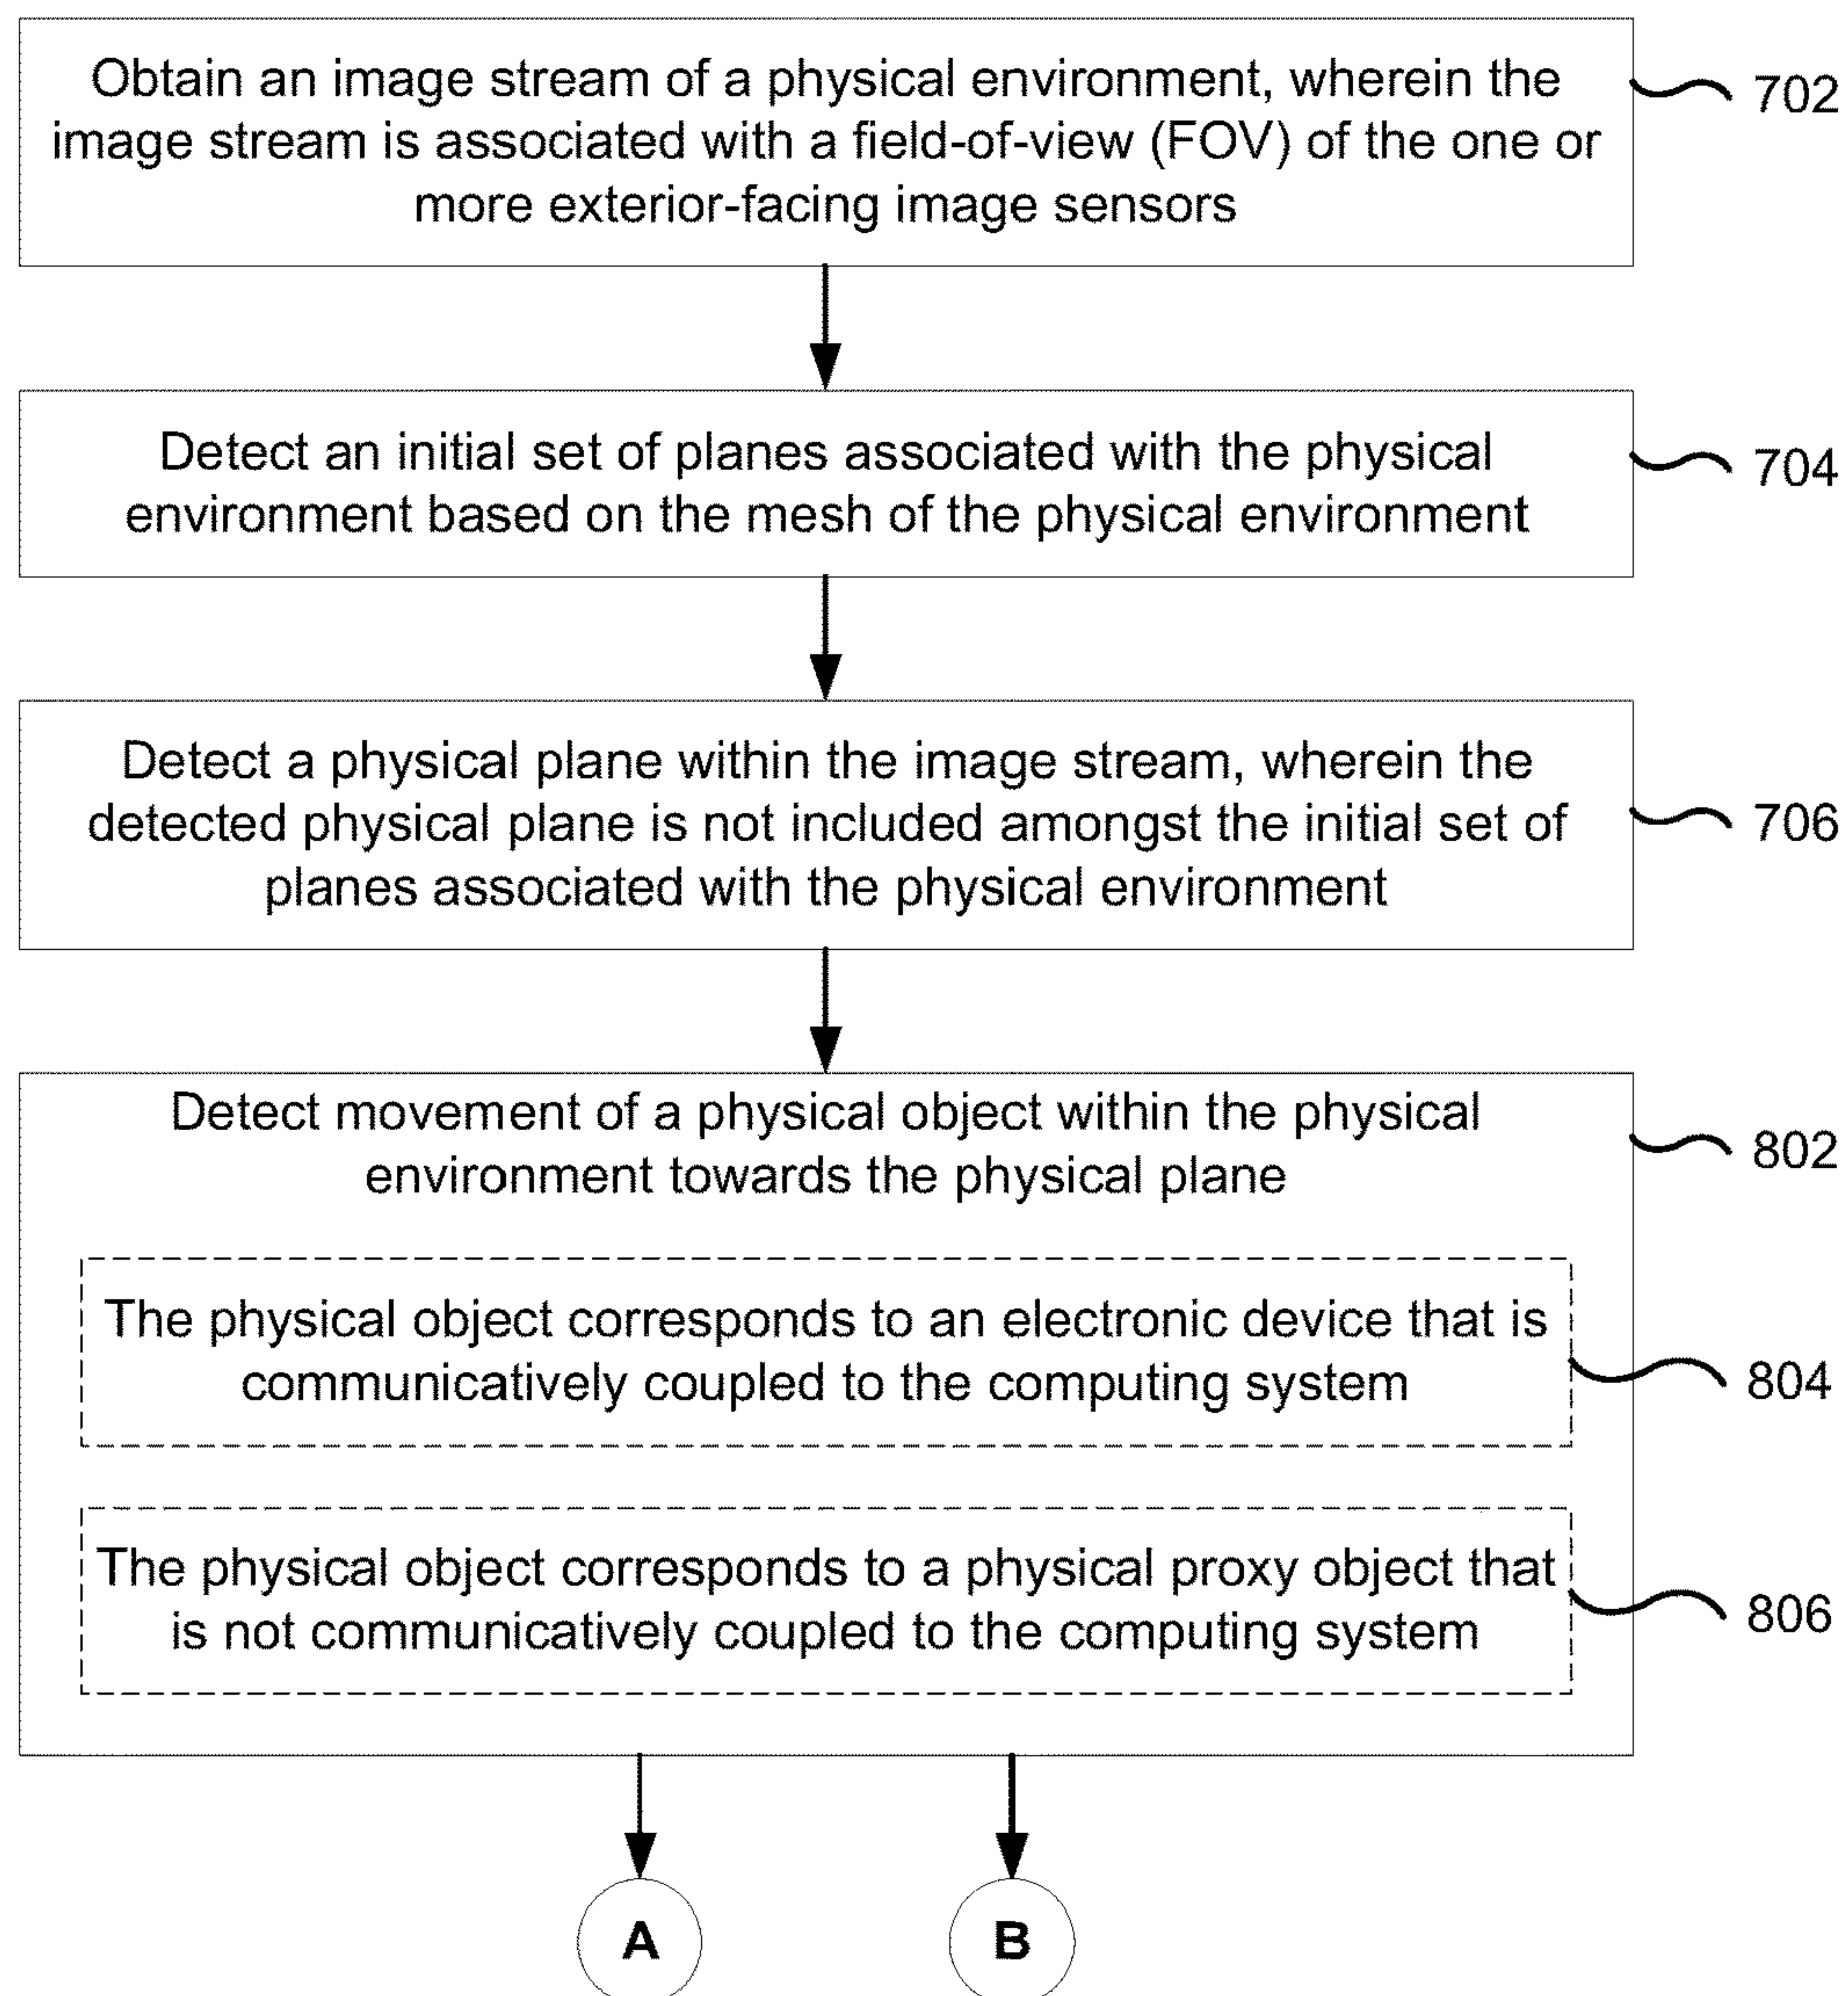 Obtain an image stream of a physical environment, wherein the
image stream is associated with a field-of-view (FOV) of the one or
more exterior-facing image sensors
702
Detect an initial set of planes associated with the physical
environment based on the mesh of the physical environment
704
Detect a physical plane within the image stream, wherein the
detected physical plane is not included amongst the initial set of
planes associated with the physical environment
706
Detect movement of a physical object within the physical
environment towards the physical plane
802
The physical object corresponds to an electronic device that is
communicatively coupled to the computing system
804
The physical object corresponds to a physical proxy object that
is not communicatively coupled to the computing system
806
A
B